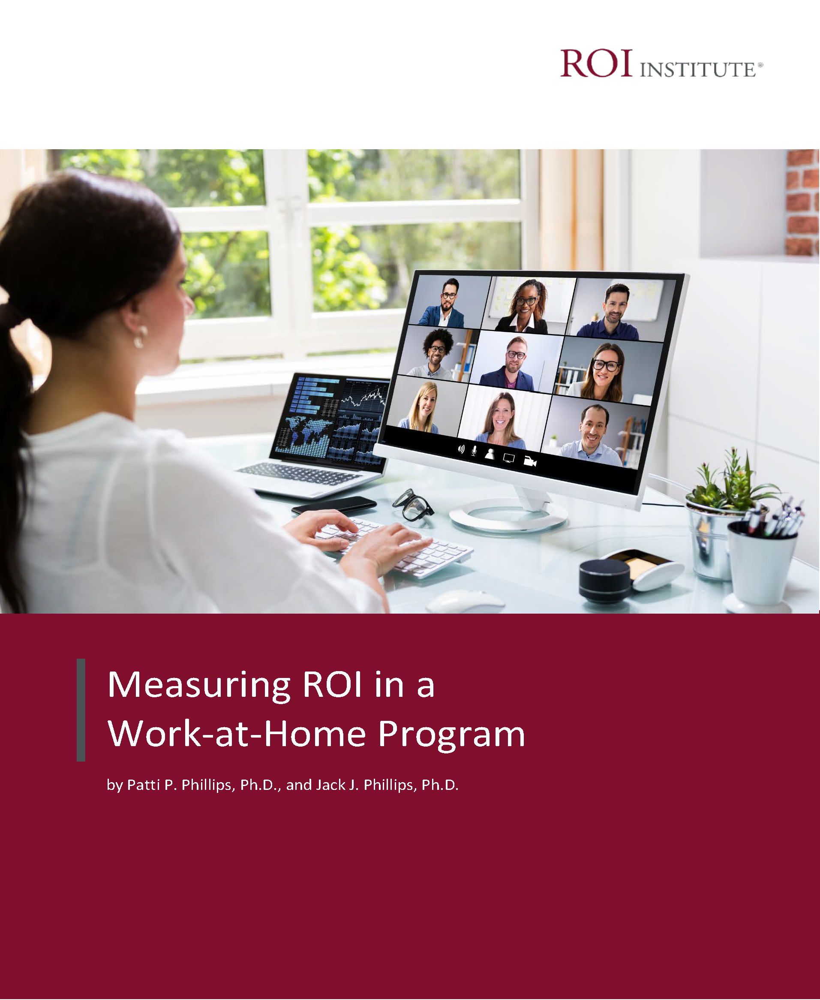 ROI INSTITUTE®
Measuring ROI in a
Work-at-Home Program
by Patti P. Phillips, Ph.D., and Jack J. Phillips, Ph.D.